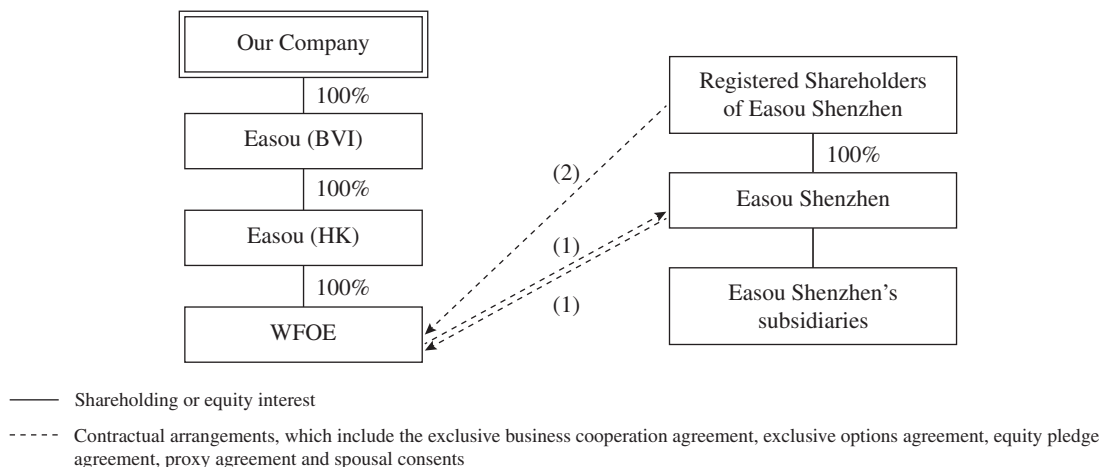 Our Company
100%
Easou (BVI)
100%
Easou (HK)
100%
WFOE
Registered Shareholders
of Easou Shenzhen
100%
Easou Shenzhen
Easou Shenzhen's
subsidiaries
(2)
(1)
(1)
Shareholding or equity interest
Contractual arrangements, which include the exclusive business cooperation agreement, exclusive options agreement, equity pledge
agreement, proxy agreement and spousal consents